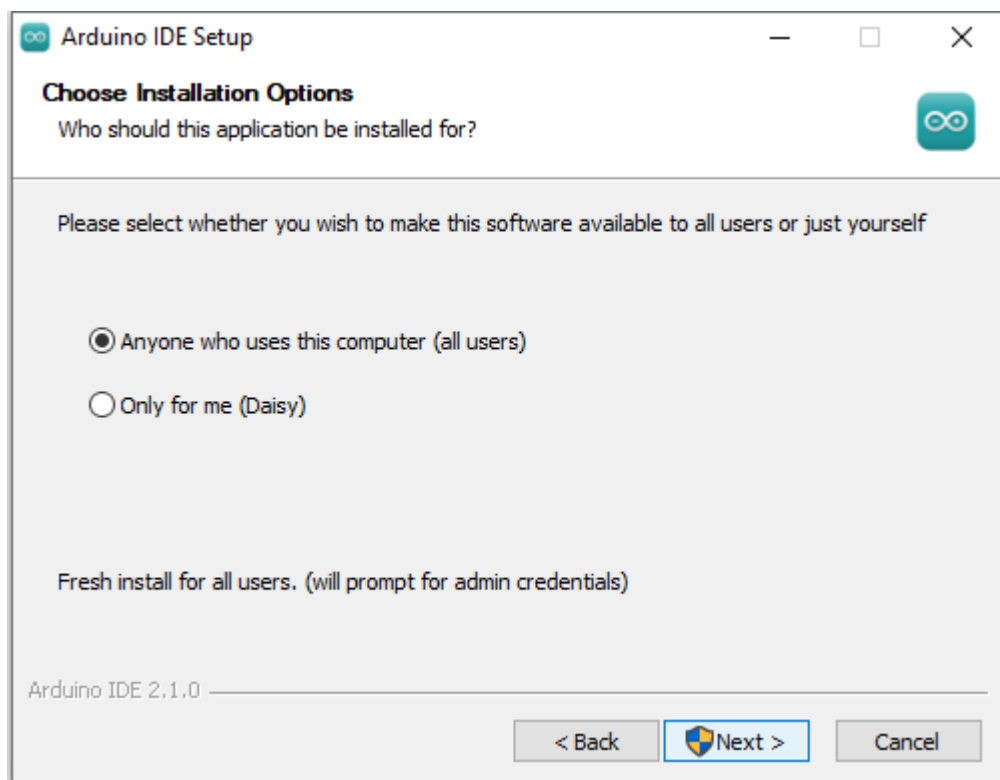 Arduino IDE Setup
Choose Installation Options
Who should this application be installed for?
Please select whether you wish to make this software available to all users or just yourself
Anyone who uses this computer (all users)
Only for me (Daisy)
Fresh install for all users. (will prompt for admin credentials)
Arduino IDE 2.1.0
< Back Next > Cancel